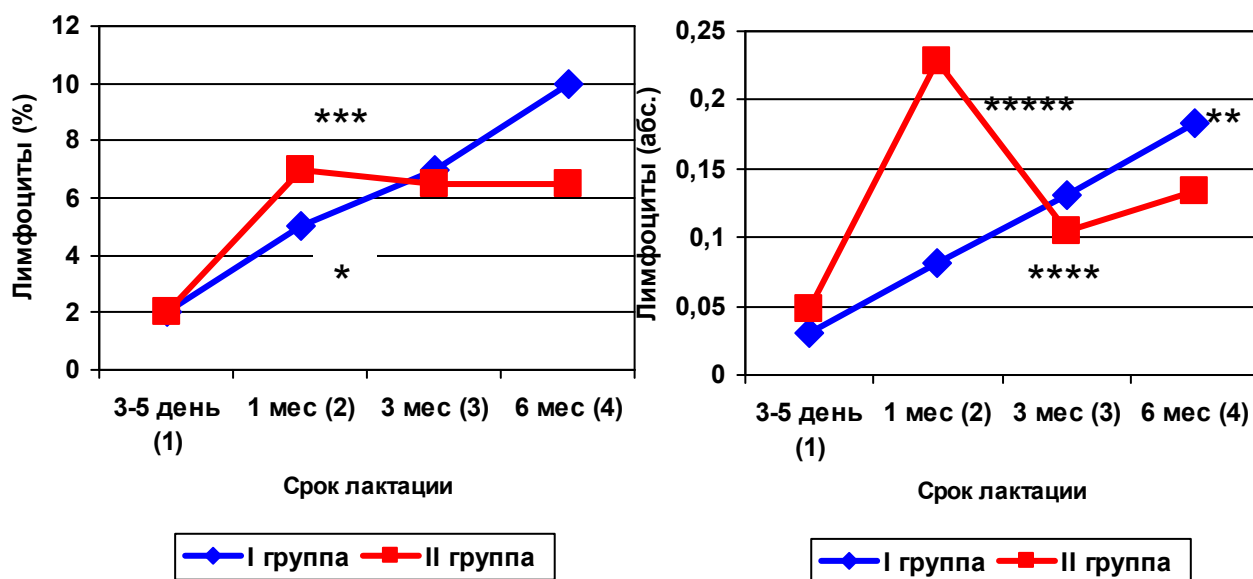 Лимфоциты (%)
12
10
8
6
4
2
0
***
*
3-5 день
(1)
1 мес (2)
3 мес (3)
6 мес (4)
Срок лактации
I группа
II группа
Лимфоциты (абс.)
0,25
0,2
0,15
0,1
0,05
0
*****
**
****
3-5 день
(1)
1 мес (2)
3 мес (3)
6 мес (4)
Срок лактации
I группа
II группа